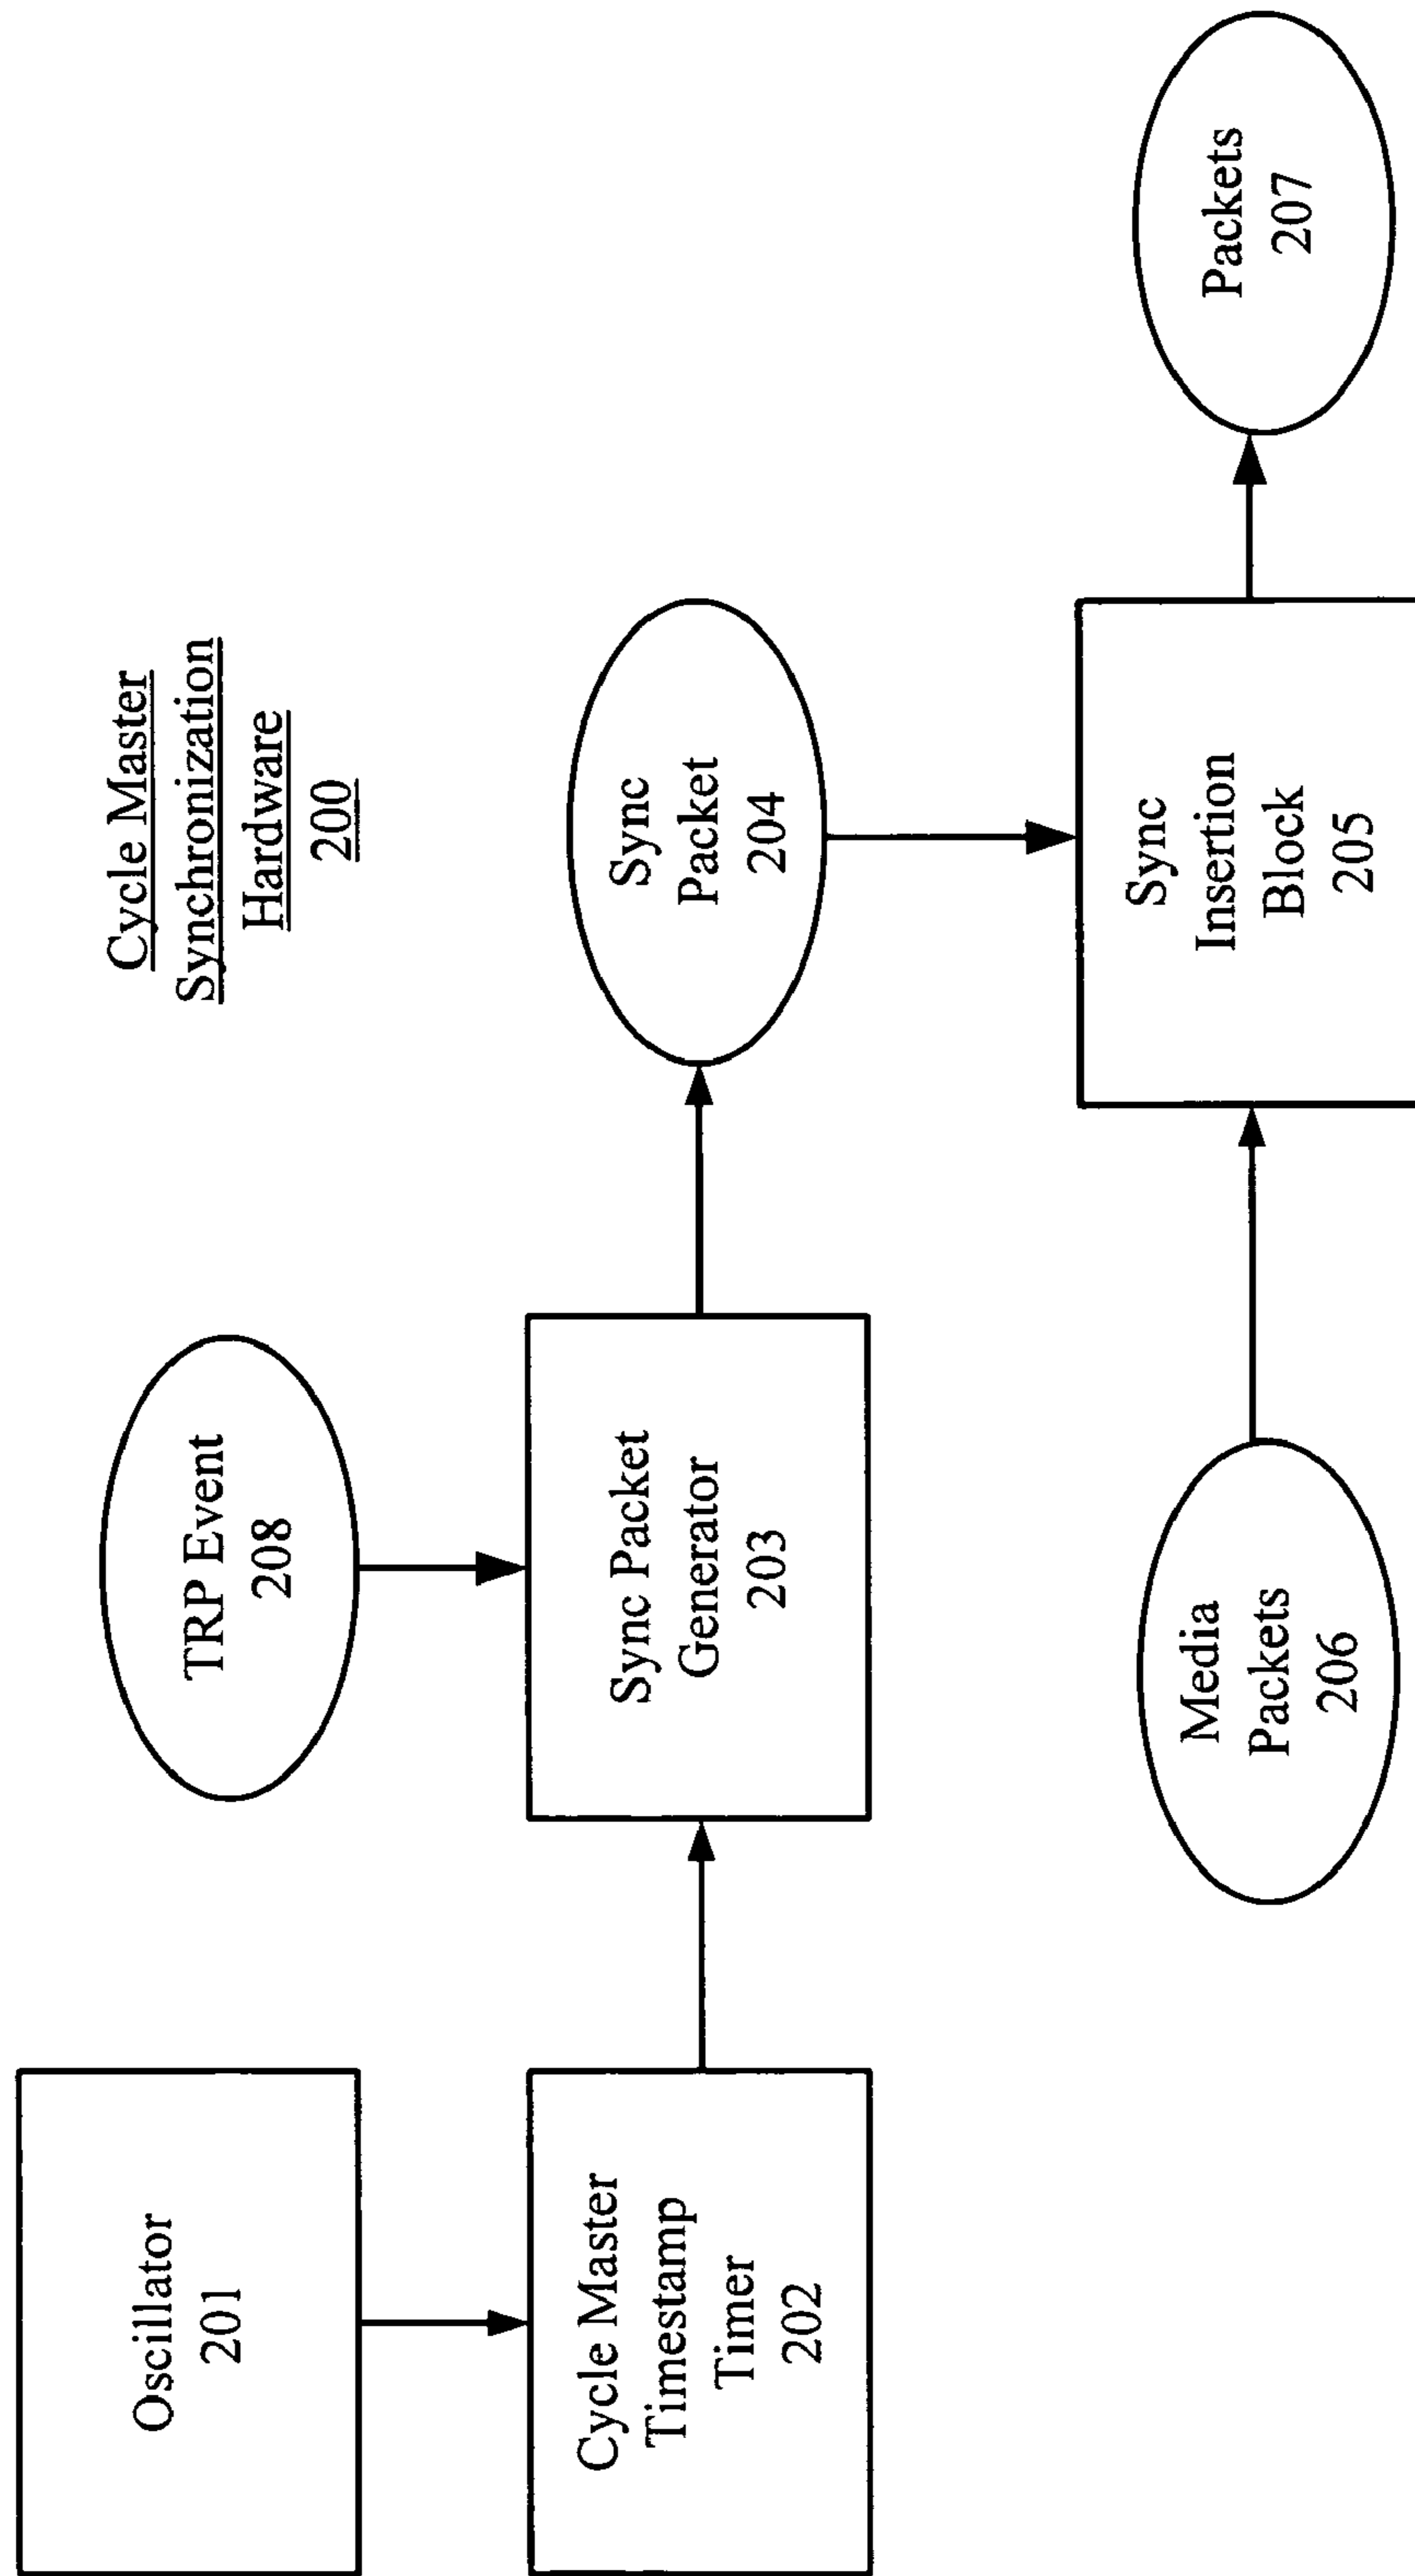 Cycle Master
Synchronization
Hardware
200
Oscillator
201
TRP Event
208
Cycle Master
Timestamp
Timer
202
Sync Packet
Generator
203
Sync
Packet
204
Media
Packets
206
Sync
Insertion
Block
205
Packets
207